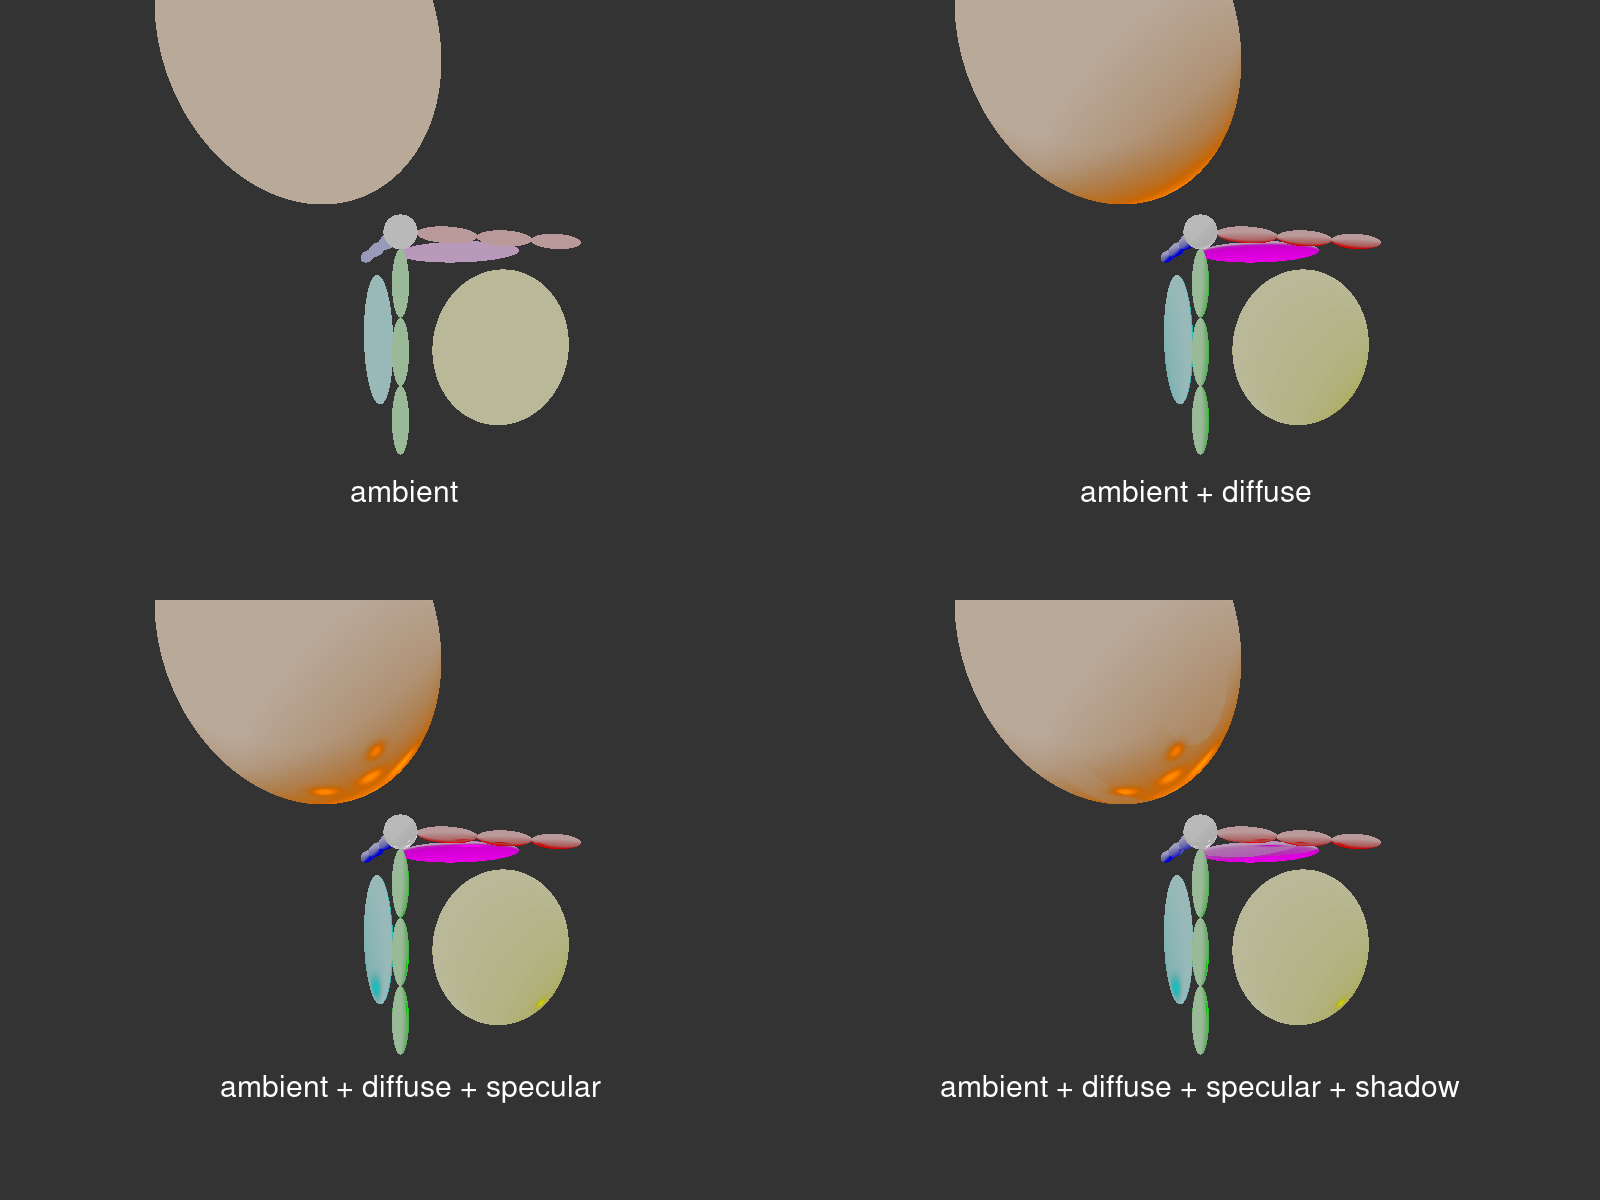 ambient
ambient + diffuse
ambient + diffuse + specular
ambient + diffuse + specular + shadow